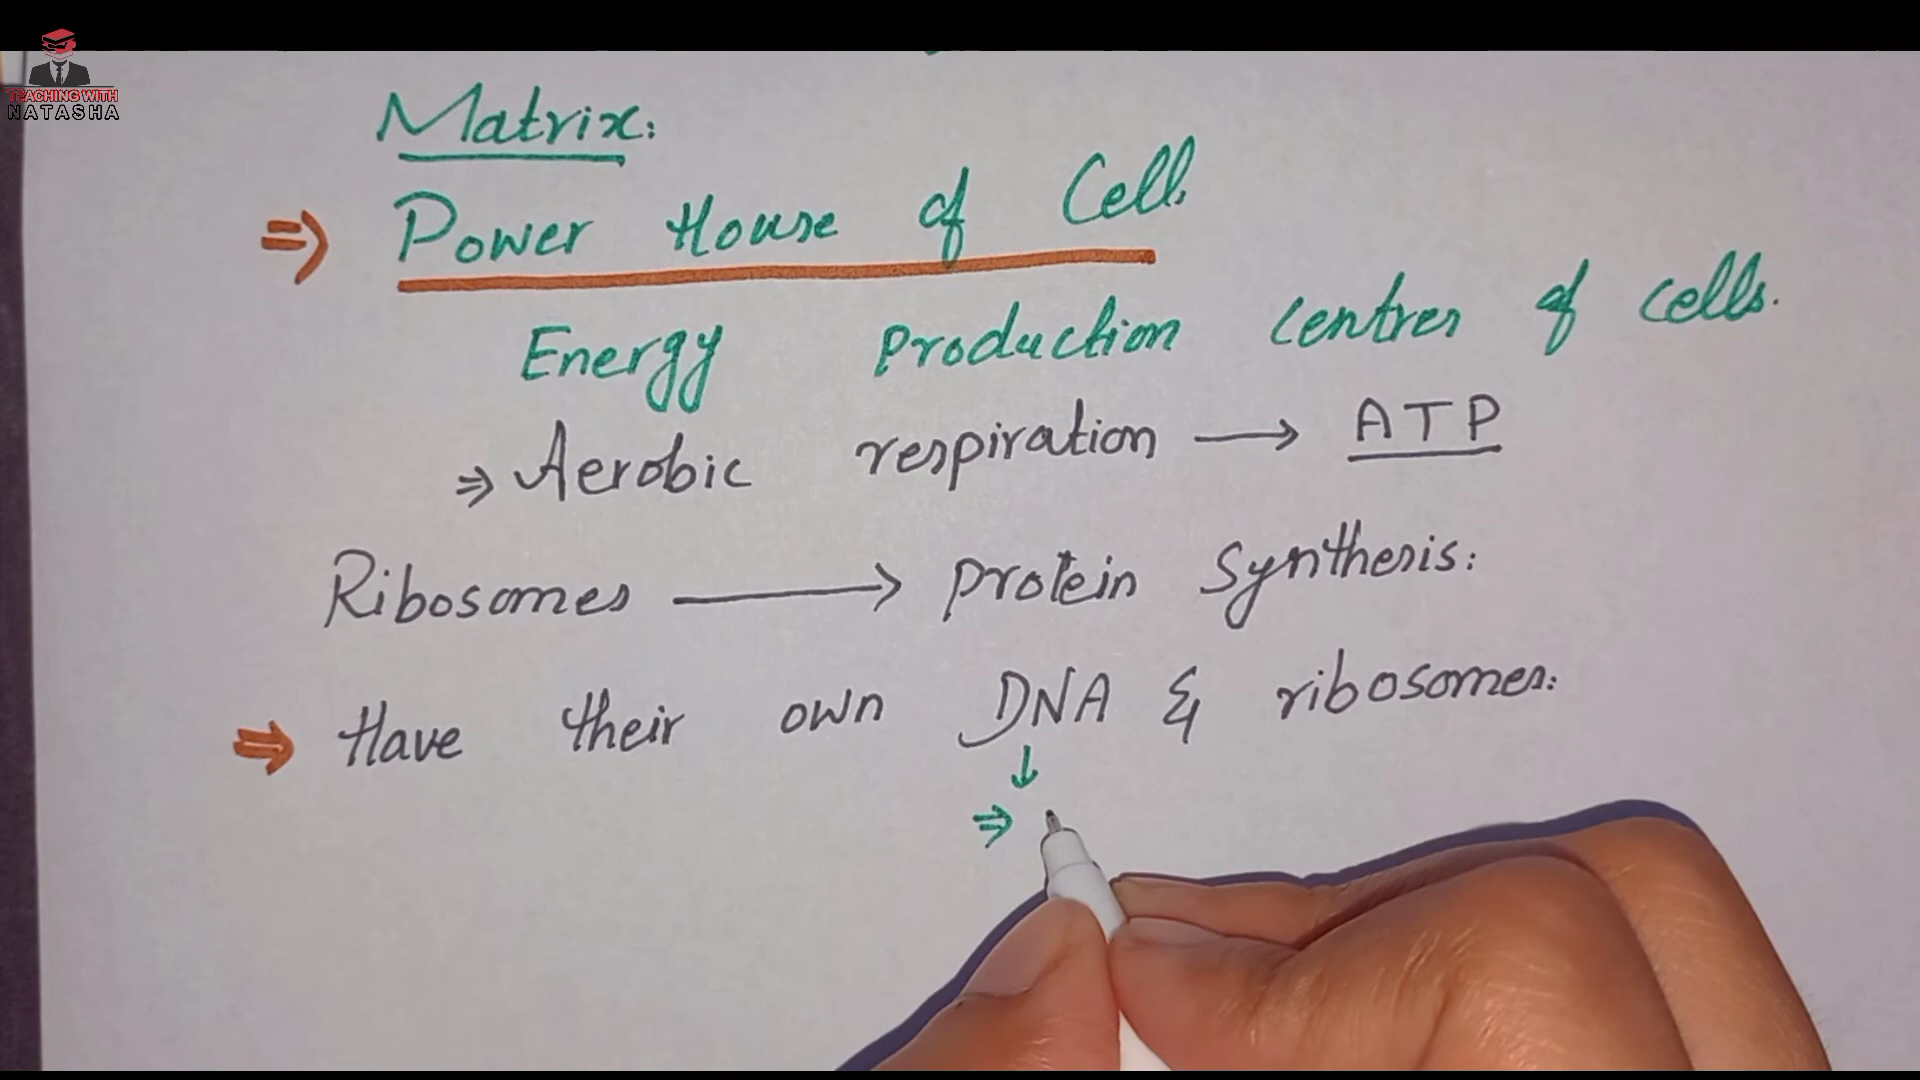 TEACHING WITH
NATASHA
Matrix:
⇒ Power House of Cell.
Energy Production Centres of cells.
⇒ Aerobic respiration → ATP
Ribosomes → Protein Synthesis:
⇒ Have their own DNA & ribosomes:
↓
⇒